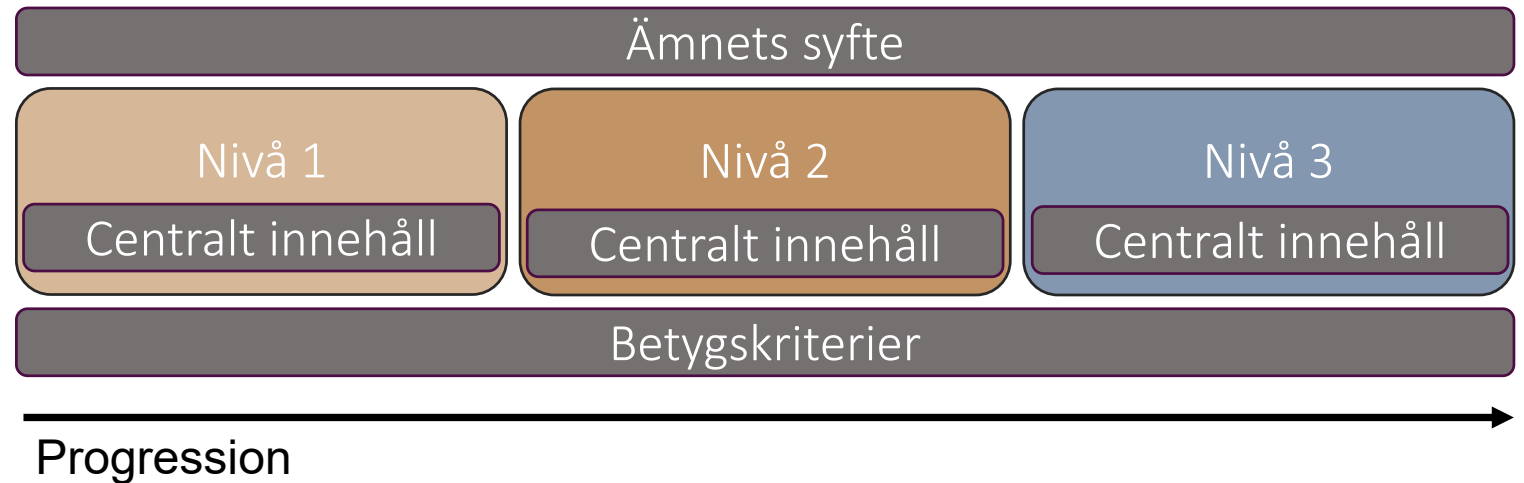 Ämnets syfte
Nivå 1
Nivå 2
Nivå 3
Centralt innehåll
Centralt innehåll
Centralt innehåll
Betygskriterier
Progression